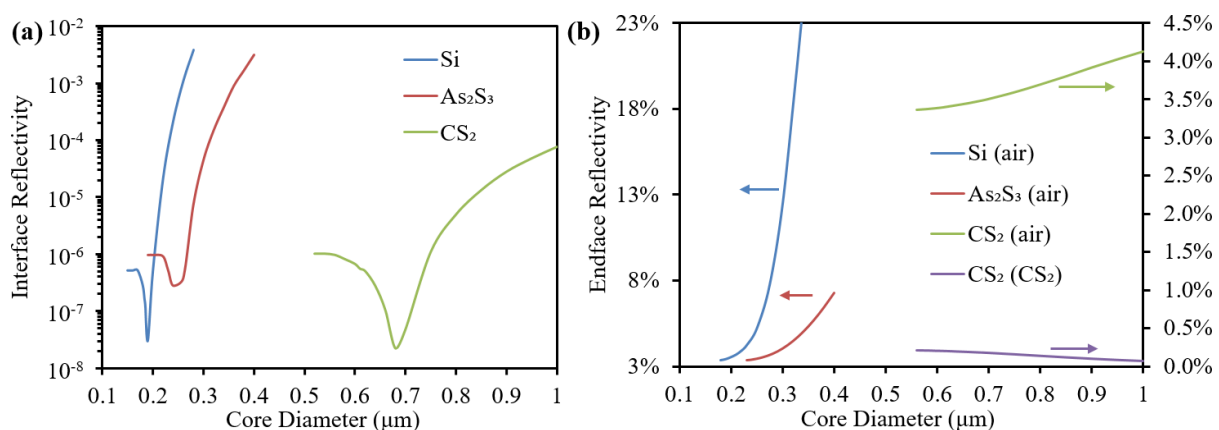 (a)
Interface Reflectivity
10⁻²
10⁻³
10⁻⁴
10⁻⁵
10⁻⁶
10⁻⁷
10⁻⁸
Si
As₂S₃
CS₂
0.1 0.2 0.3 0.4 0.5 0.6 0.7 0.8 0.9 1
Core Diameter (μm)
(b)
Endface Reflectivity
23%
18%
13%
8%
3%
Si (air)
As₂S₃ (air)
CS₂ (air)
CS₂ (CS₂)
4.5%
4.0%
3.5%
3.0%
2.5%
2.0%
1.5%
1.0%
0.5%
0.0%
0.1 0.2 0.3 0.4 0.5 0.6 0.7 0.8 0.9 1
Core Diameter (μm)